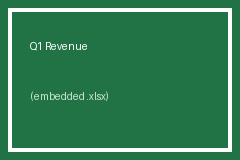 Q1 Revenue
(embedded .xlsx)